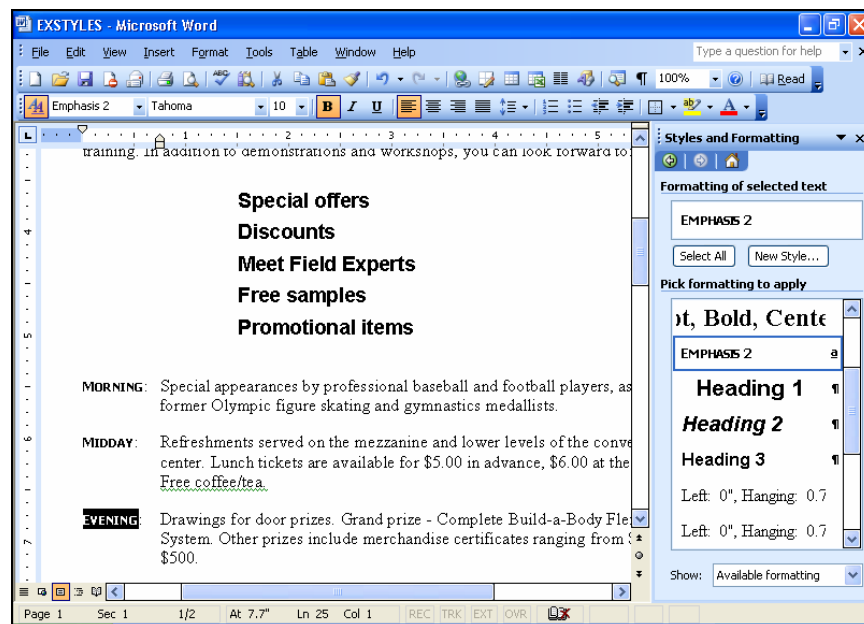 EXSTYLES - Microsoft Word
File Edit View Insert Format Tools Table Window Help Type a question for help
100% Read
Emphasis 2 Tahoma 10 B I U
1 2 3 4 5
training. In addition to demonstrations and workshops, you can look forward to
Special offers
Discounts
Meet Field Experts
Free samples
Promotional items
MORNING: Special appearances by professional baseball and football players, as
former Olympic figure skating and gymnastics medallists.
MIDDAY: Refreshments served on the mezzanine and lower levels of the conve
center. Lunch tickets are available for $5.00 in advance, $6.00 at the
Free coffee/tea.
EVENING: Drawings for door prizes. Grand prize - Complete Build-a-Body Fle
System. Other prizes include merchandise certificates ranging from $
$500.
Styles and Formatting
Formatting of selected text
EMPHASIS 2
Select All New Style...
Pick formatting to apply
ot, Bold, Cente
EMPHASIS 2 a
Heading 1 ¶
Heading 2 ¶
Heading 3 ¶
Left: 0", Hanging: 0.7
Left: 0", Hanging: 0.7
Show: Available formatting
Page 1 Sec 1 1/2 At 7.7" Ln 25 Col 1 REC TRK EXT OVR